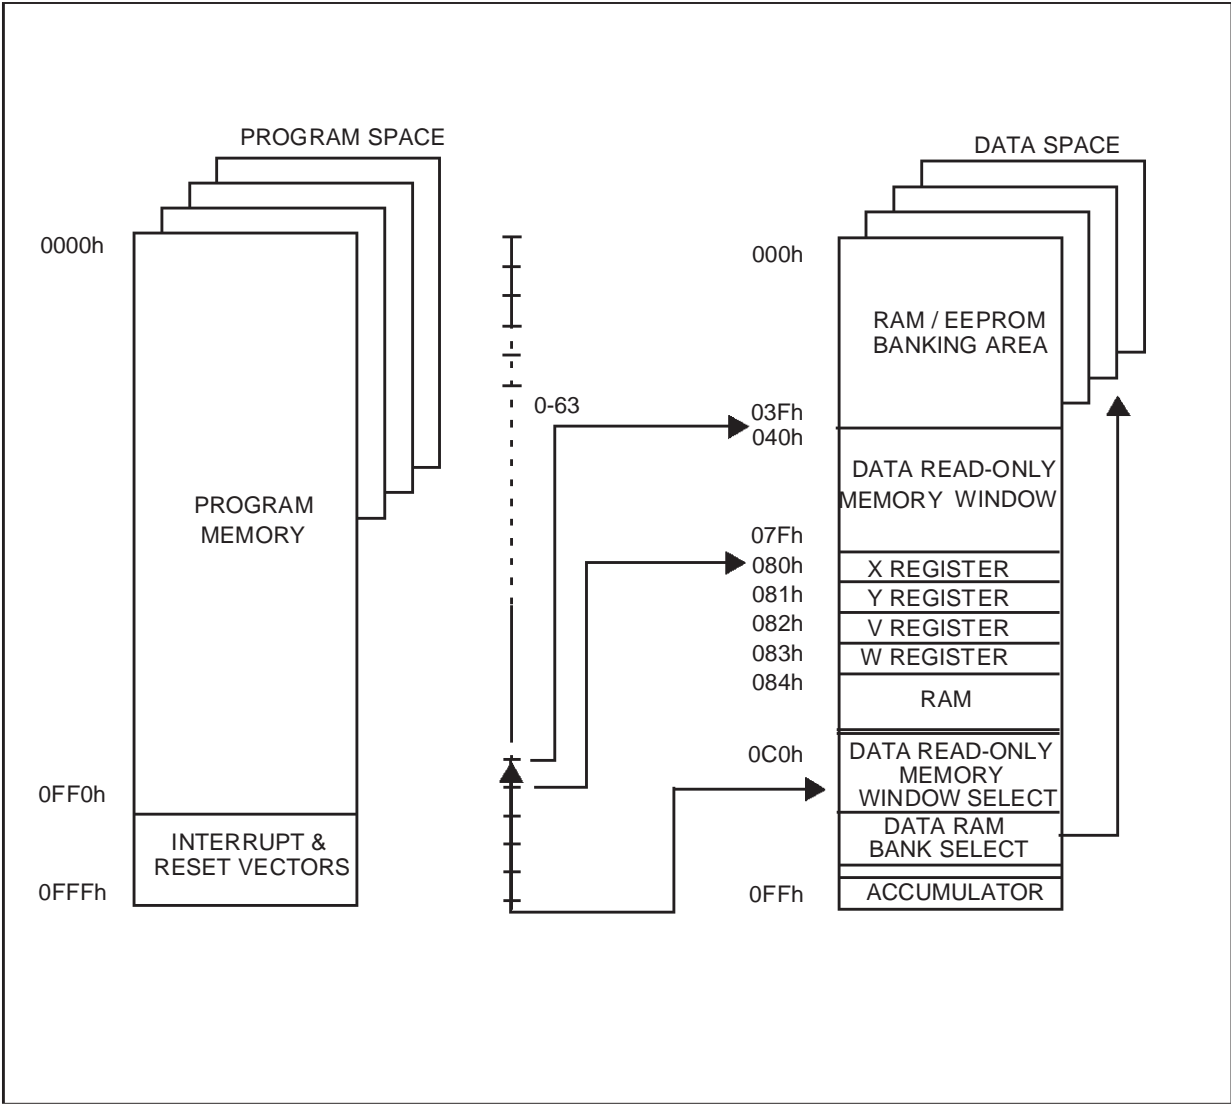 PROGRAM SPACE
0000h
PROGRAM
MEMORY
0FF0h
INTERRUPT &
RESET VECTORS
0FFFh
0-63
DATA SPACE
000h
RAM / EEPROM
BANKING AREA
03Fh
040h
DATA READ-ONLY
MEMORY WINDOW
07Fh
080h
X REGISTER
081h
Y REGISTER
082h
V REGISTER
083h
W REGISTER
084h
RAM
0C0h
DATA READ-ONLY
MEMORY
WINDOW SELECT
DATA RAM
BANK SELECT
0FFh
ACCUMULATOR